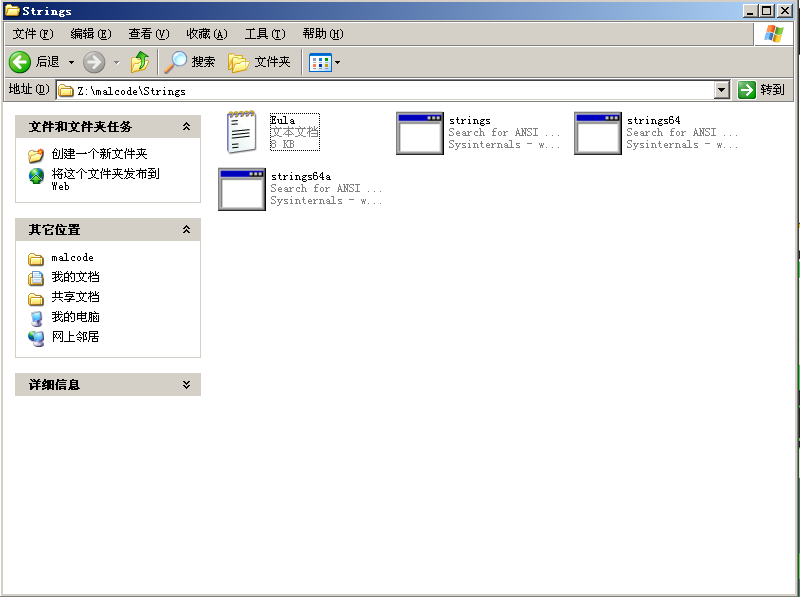 Strings
文件(F) 编辑(E) 查看(V) 收藏(A) 工具(T) 帮助(H)
后退 搜索 文件夹
地址(D) Z:\malcode\Strings 转到
文件和文件夹任务
创建一个新文件夹
将这个文件夹发布到
Web
其它位置
malcode
我的文档
共享文档
我的电脑
网上邻居
详细信息
Eula
文本文档
8 KB
strings
Search for ANSI ...
Sysinternals - w...
strings64
Search for ANSI ...
Sysinternals - w...
strings64a
Search for ANSI ...
Sysinternals - w...